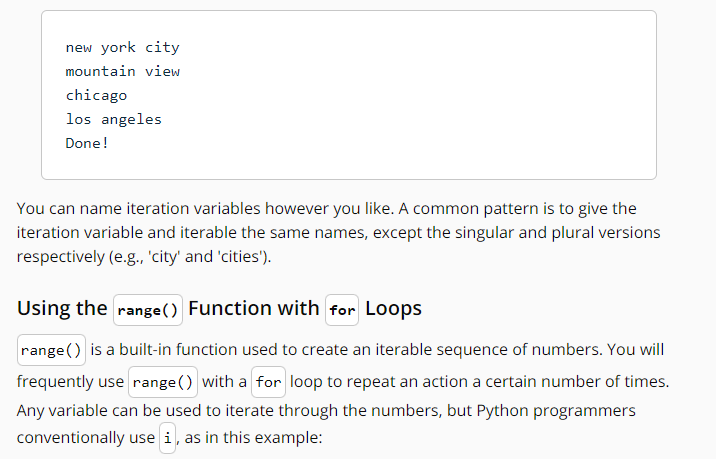 new york city
mountain view
chicago
los angeles
Done!
You can name iteration variables however you like. A common pattern is to give the
iteration variable and iterable the same names, except the singular and plural versions
respectively (e.g., 'city' and 'cities').
Using the range() Function with for Loops
range() is a built-in function used to create an iterable sequence of numbers. You will
frequently use range() with a for loop to repeat an action a certain number of times.
Any variable can be used to iterate through the numbers, but Python programmers
conventionally use i, as in this example: